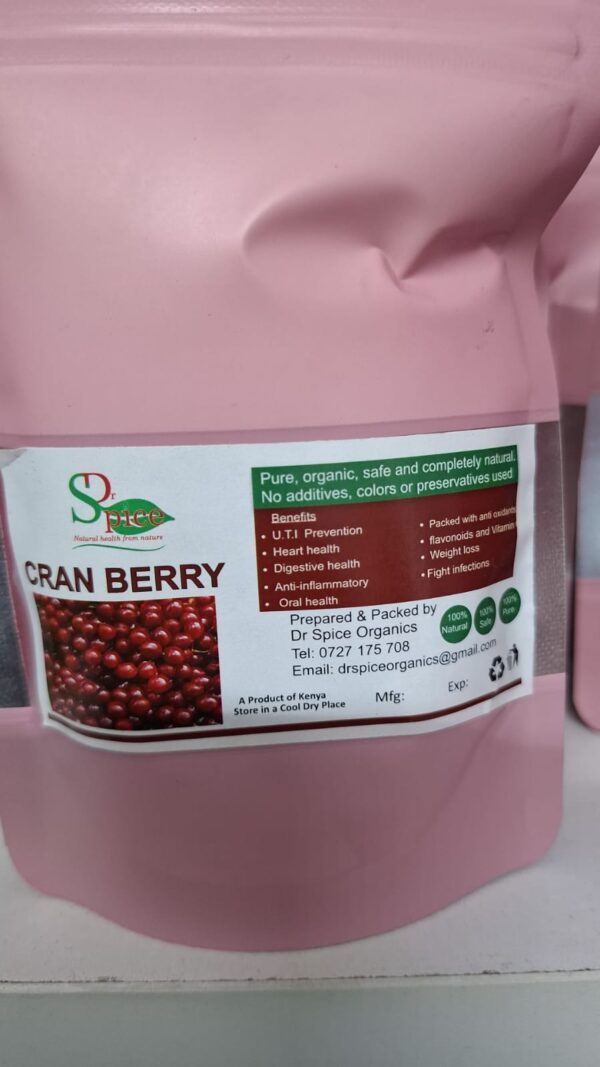 Dr
Spice
Natural health from nature
CRAN BERRY
Pure, organic, safe and completely natural.
No additives, colors or preservatives used
Benefits
• U.T.I Prevention
• Heart health
• Digestive health
• Anti-inflammatory
• Oral health
• Packed with anti oxidants
• flavonoids and Vitamin
• Weight loss
• Fight infections
Prepared & Packed by
Dr Spice Organics
Tel: 0727 175 708
Email: drspiceorganics@gmail.com
100%
Natural
100%
Safe
100%
Pure
A Product of Kenya
Store in a Cool Dry Place
Mfg:
Exp: